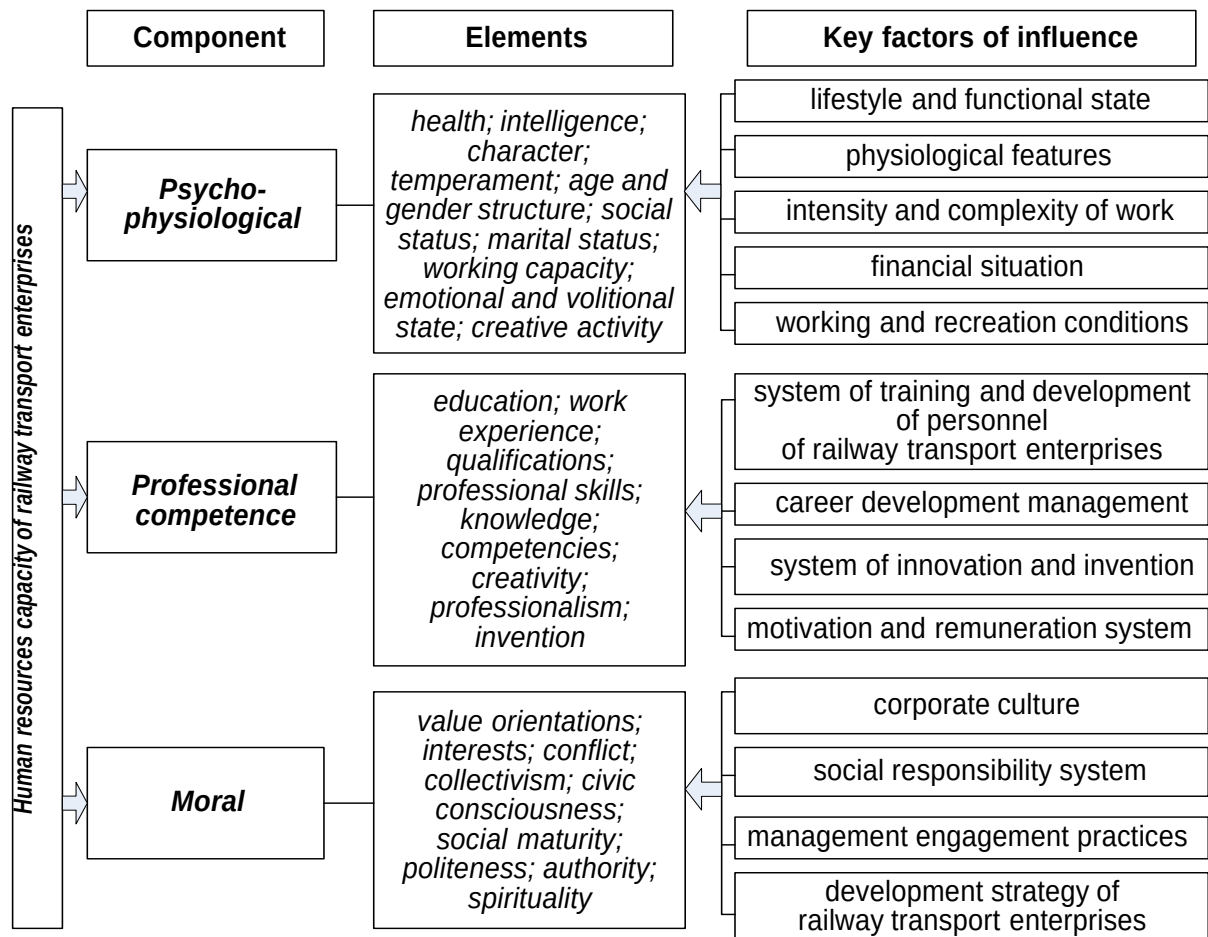 Component
Elements
Key factors of influence
Human resources capacity of railway transport enterprises
Psycho-
physiological
health; intelligence;
character;
temperament; age and
gender structure; social
status; marital status;
working capacity;
emotional and volitional
state; creative activity
lifestyle and functional state
physiological features
intensity and complexity of work
financial situation
working and recreation conditions
Professional
competence
education; work
experience;
qualifications;
professional skills;
knowledge;
competencies;
creativity;
professionalism;
invention
system of training and development
of personnel
of railway transport enterprises
career development management
system of innovation and invention
motivation and remuneration system
Moral
value orientations;
interests; conflict;
collectivism; civic
consciousness;
social maturity;
politeness; authority;
spirituality
corporate culture
social responsibility system
management engagement practices
development strategy of
railway transport enterprises